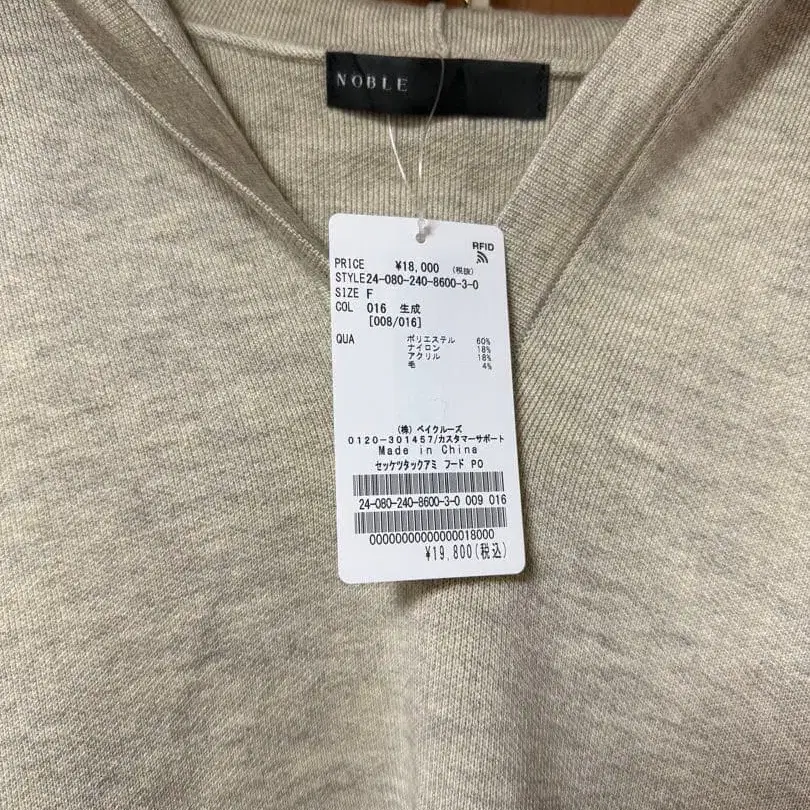 NOBLE
RFID
PRICE ¥18,000 (税抜)
STYLE24-080-240-8600-3-0
SIZE F
COL 016 生成
[008/016]
QUA ポリエステル 60%
ナイロン 18%
アクリル 18%
毛 4%
(株) ベイクルーズ
0120-301457/カスタマーサポート
Made in China
セッケツタックアミ フード PO
24-080-240-8600-3-0 009 016
00000000000000018000
¥19,800(税込)